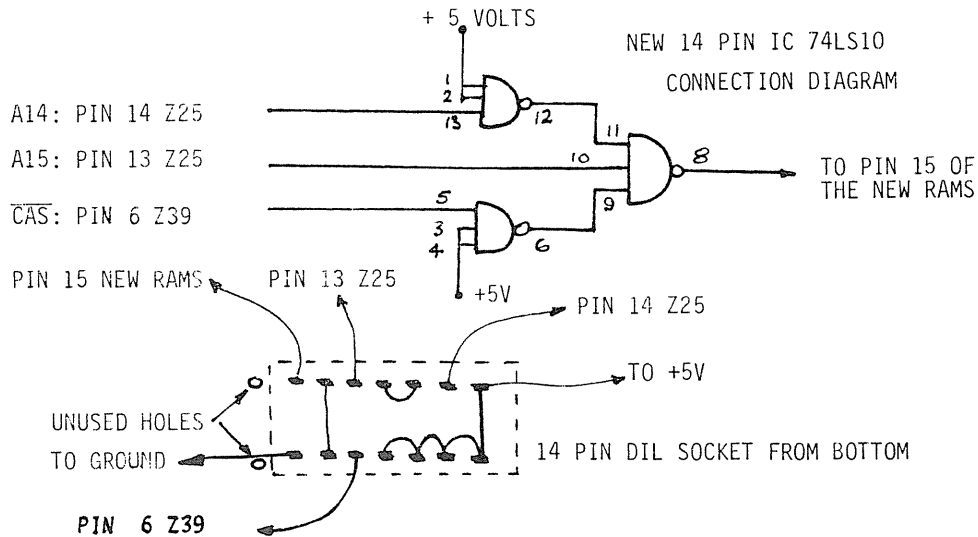 + 5 VOLTS
NEW 14 PIN IC 74LS10
CONNECTION DIAGRAM
1
2
13
12
A14: PIN 14 Z25
11
A15: PIN 13 Z25
10
8
TO PIN 15 OF
THE NEW RAMS
9
C̅A̅S̅: PIN 6 Z39
5
3
4
6
+5V
PIN 15 NEW RAMS
PIN 13 Z25
PIN 14 Z25
TO +5V
UNUSED HOLES
TO GROUND
14 PIN DIL SOCKET FROM BOTTOM
PIN 6 Z39